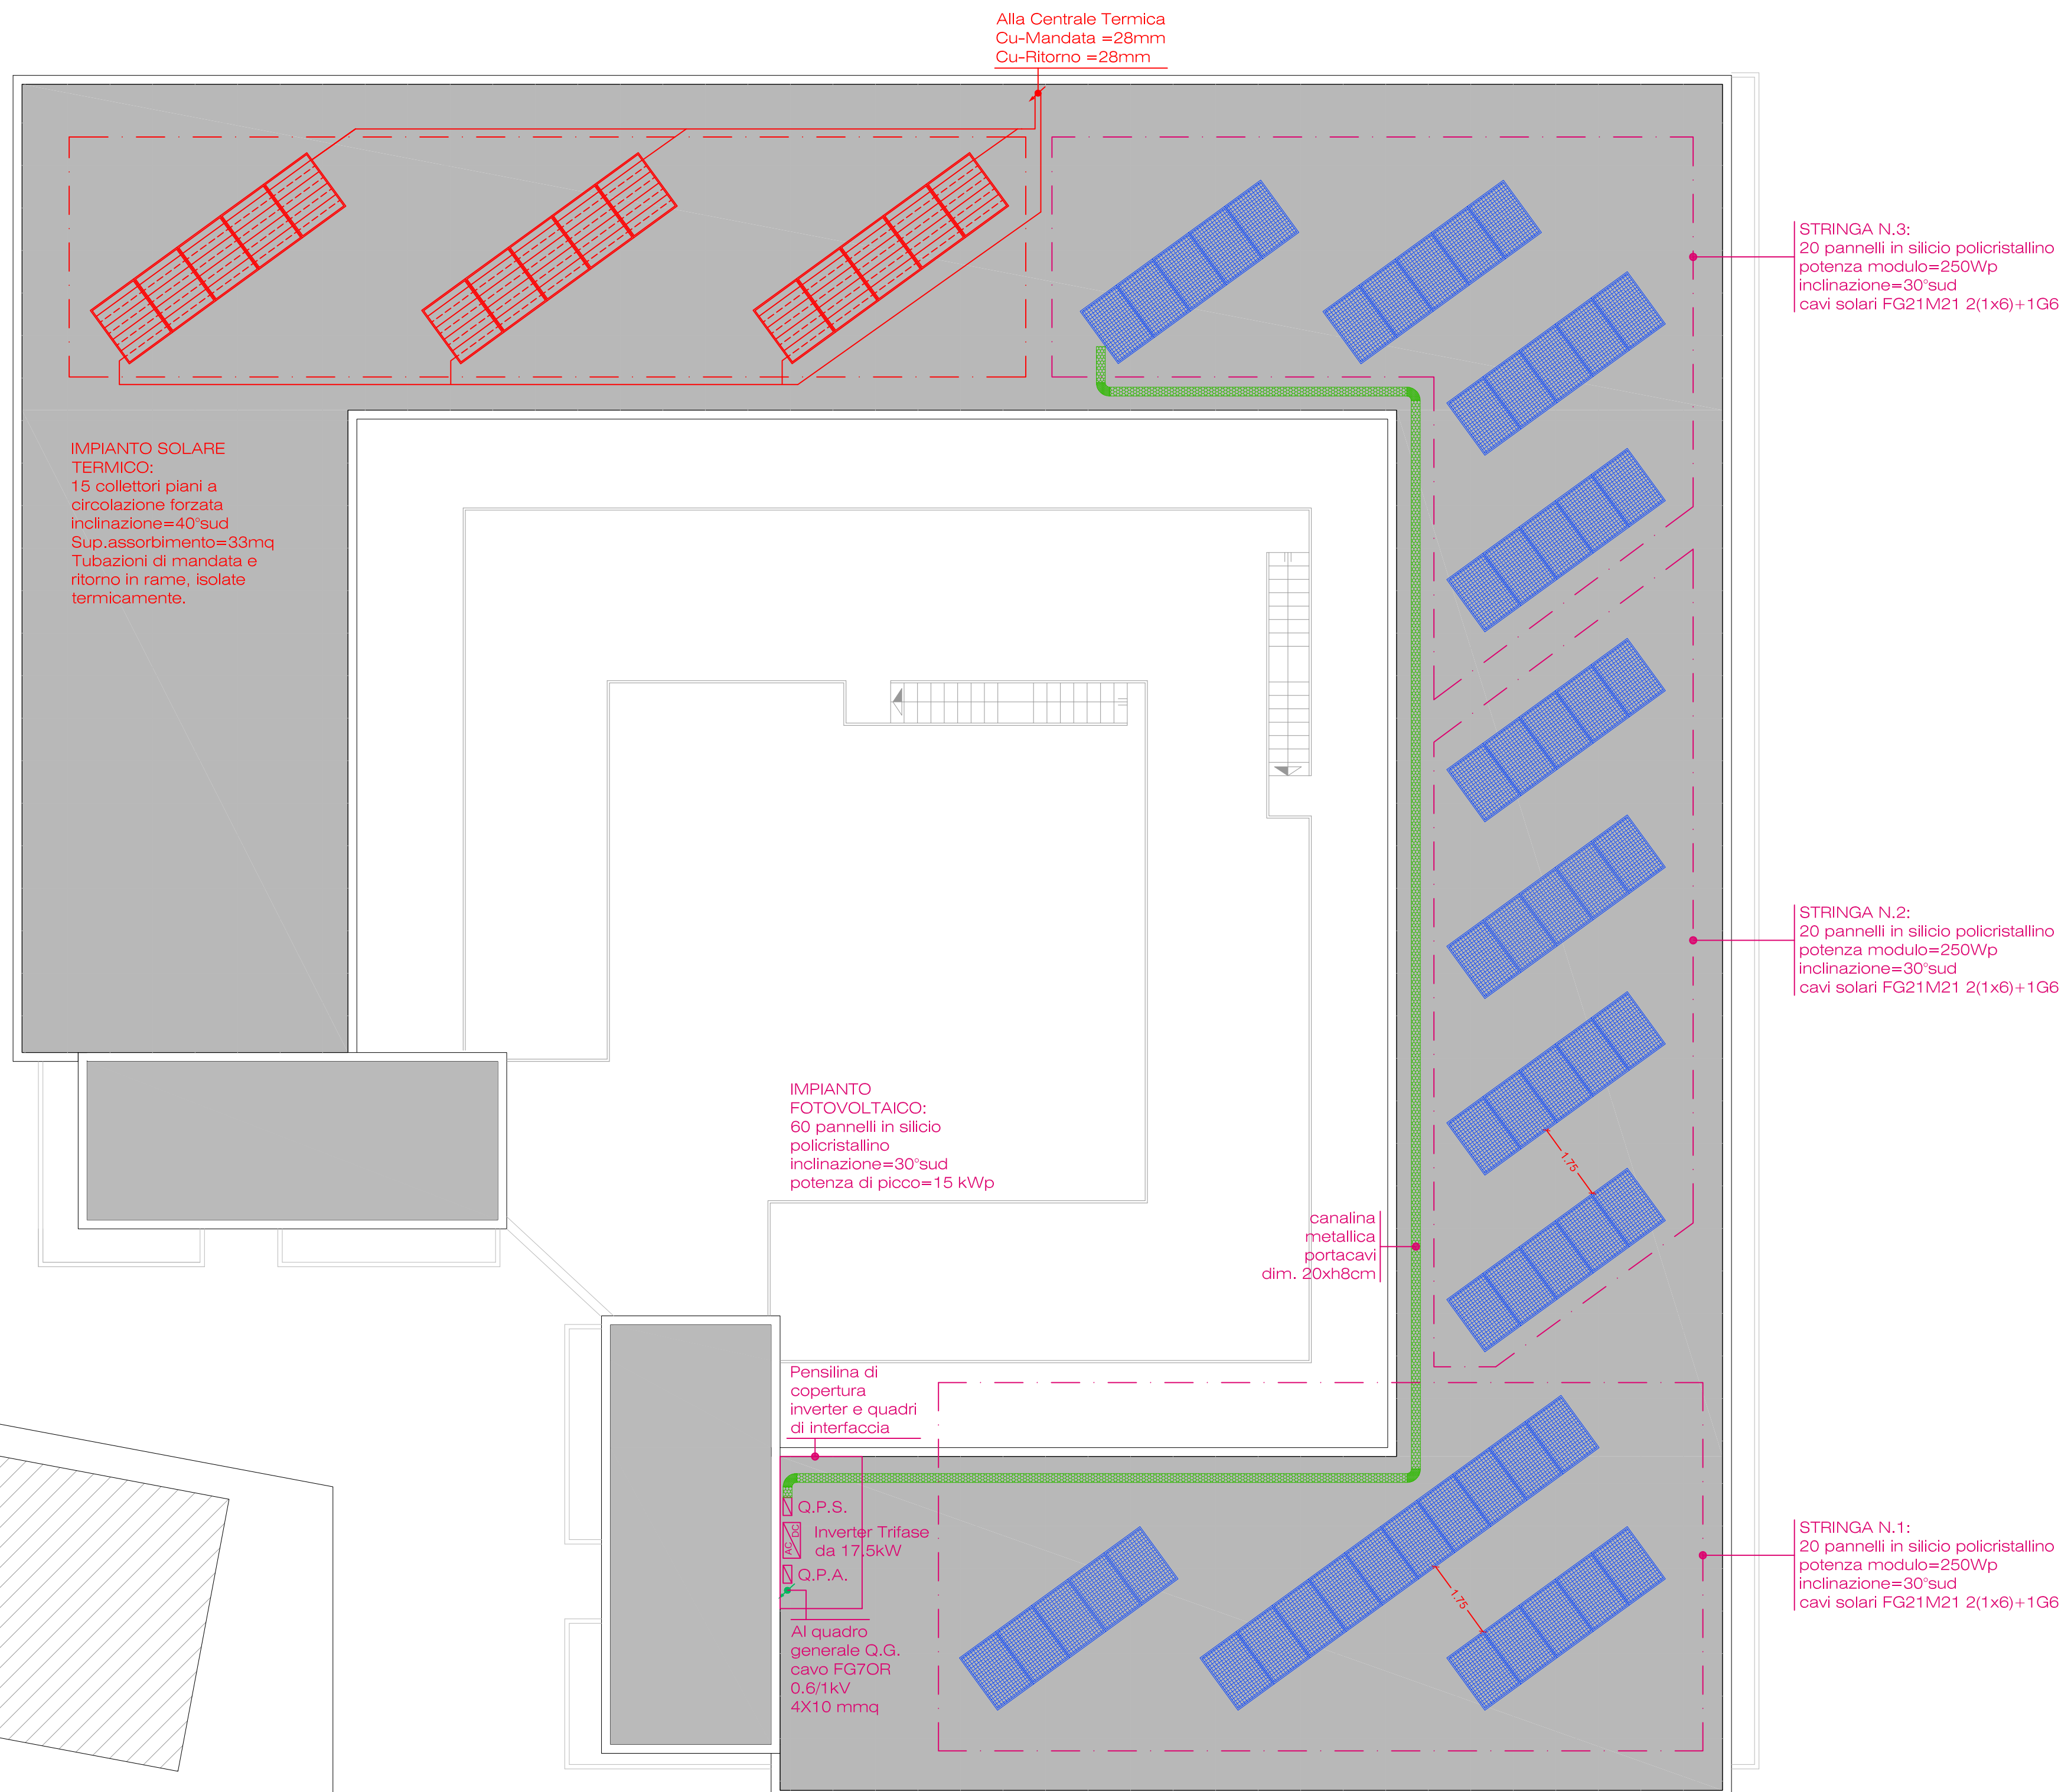 Alla Centrale Termica
Cu-Mandata =28mm
Cu-Ritorno =28mm
STRINGA N.3:
20 pannelli in silicio policristallino
potenza modulo=250Wp
inclinazione=30°sud
cavi solari FG21M21 2(1x6)+1G6
IMPIANTO SOLARE
TERMICO:
15 collettori piani a
circolazione forzata
inclinazione=40°sud
Sup.assorbimento=33mq
Tubazioni di mandata e
ritorno in rame, isolate
termicamente.
STRINGA N.2:
20 pannelli in silicio policristallino
potenza modulo=250Wp
inclinazione=30°sud
cavi solari FG21M21 2(1x6)+1G6
IMPIANTO
FOTOVOLTAICO:
60 pannelli in silicio
policristallino
inclinazione=30°sud
potenza di picco=15 kWp
1.75
canalina
metallica
portacavi
dim. 20xh8cm
Pensilina di
copertura
inverter e quadri
di interfaccia
Q.P.S.
AC DC
Inverter Trifase
da 17.5kW
Q.P.A.
Al quadro
generale Q.G.
cavo FG7OR
0.6/1kV
4X10 mmq
1.75
STRINGA N.1:
20 pannelli in silicio policristallino
potenza modulo=250Wp
inclinazione=30°sud
cavi solari FG21M21 2(1x6)+1G6